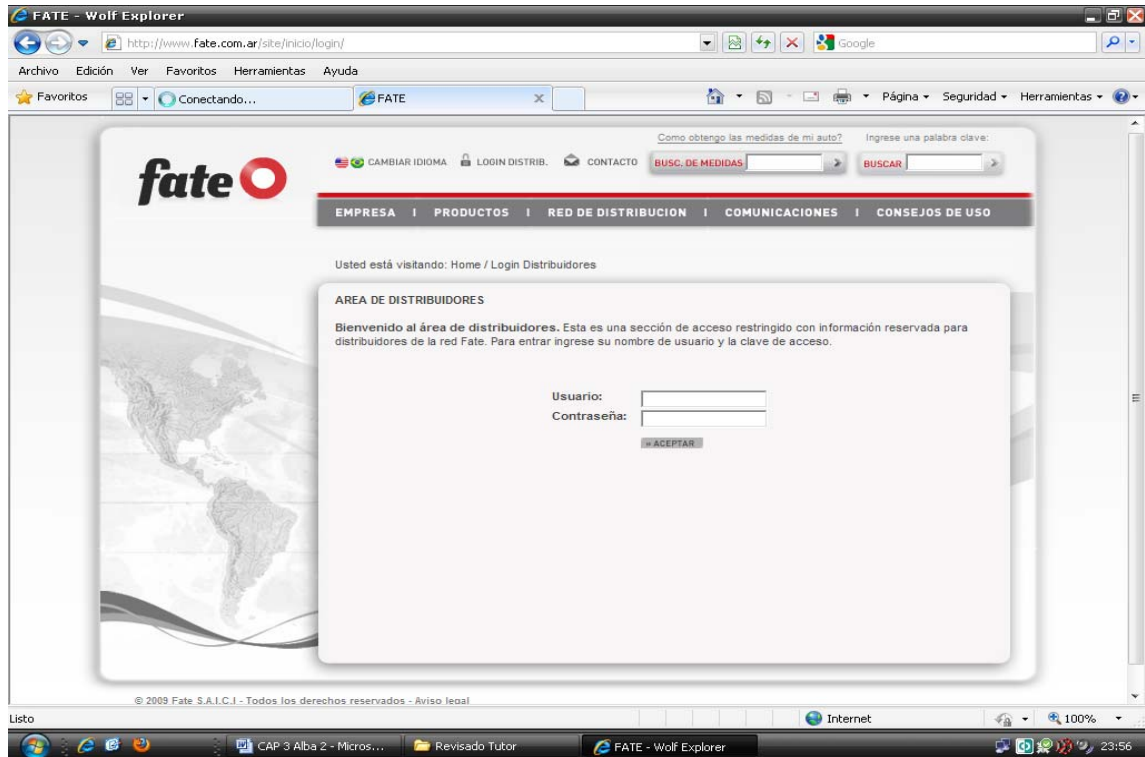 FATE - Wolf Explorer
http://www.fate.com.ar/site/inicio/login/
Google
Archivo Edición Ver Favoritos Herramientas Ayuda
Favoritos Conectando... FATE Página Seguridad Herramientas
Como obtengo las medidas de mi auto? Ingrese una palabra clave:
CAMBIAR IDIOMA LOGIN DISTRIB. CONTACTO BUSC. DE MEDIDAS BUSCAR
fate
EMPRESA | PRODUCTOS | RED DE DISTRIBUCION | COMUNICACIONES | CONSEJOS DE USO
Usted está visitando: Home / Login Distribuidores
AREA DE DISTRIBUIDORES
Bienvenido al área de distribuidores. Esta es una sección de acceso restringido con información reservada para
distribuidores de la red Fate. Para entrar ingrese su nombre de usuario y la clave de acceso.
Usuario:
Contraseña:
» ACEPTAR
© 2009 Fate S.A.I.C.I - Todos los derechos reservados - Aviso legal
Listo Internet 100%
CAP 3 Alba 2 - Micros... Revisado Tutor FATE - Wolf Explorer 23:56